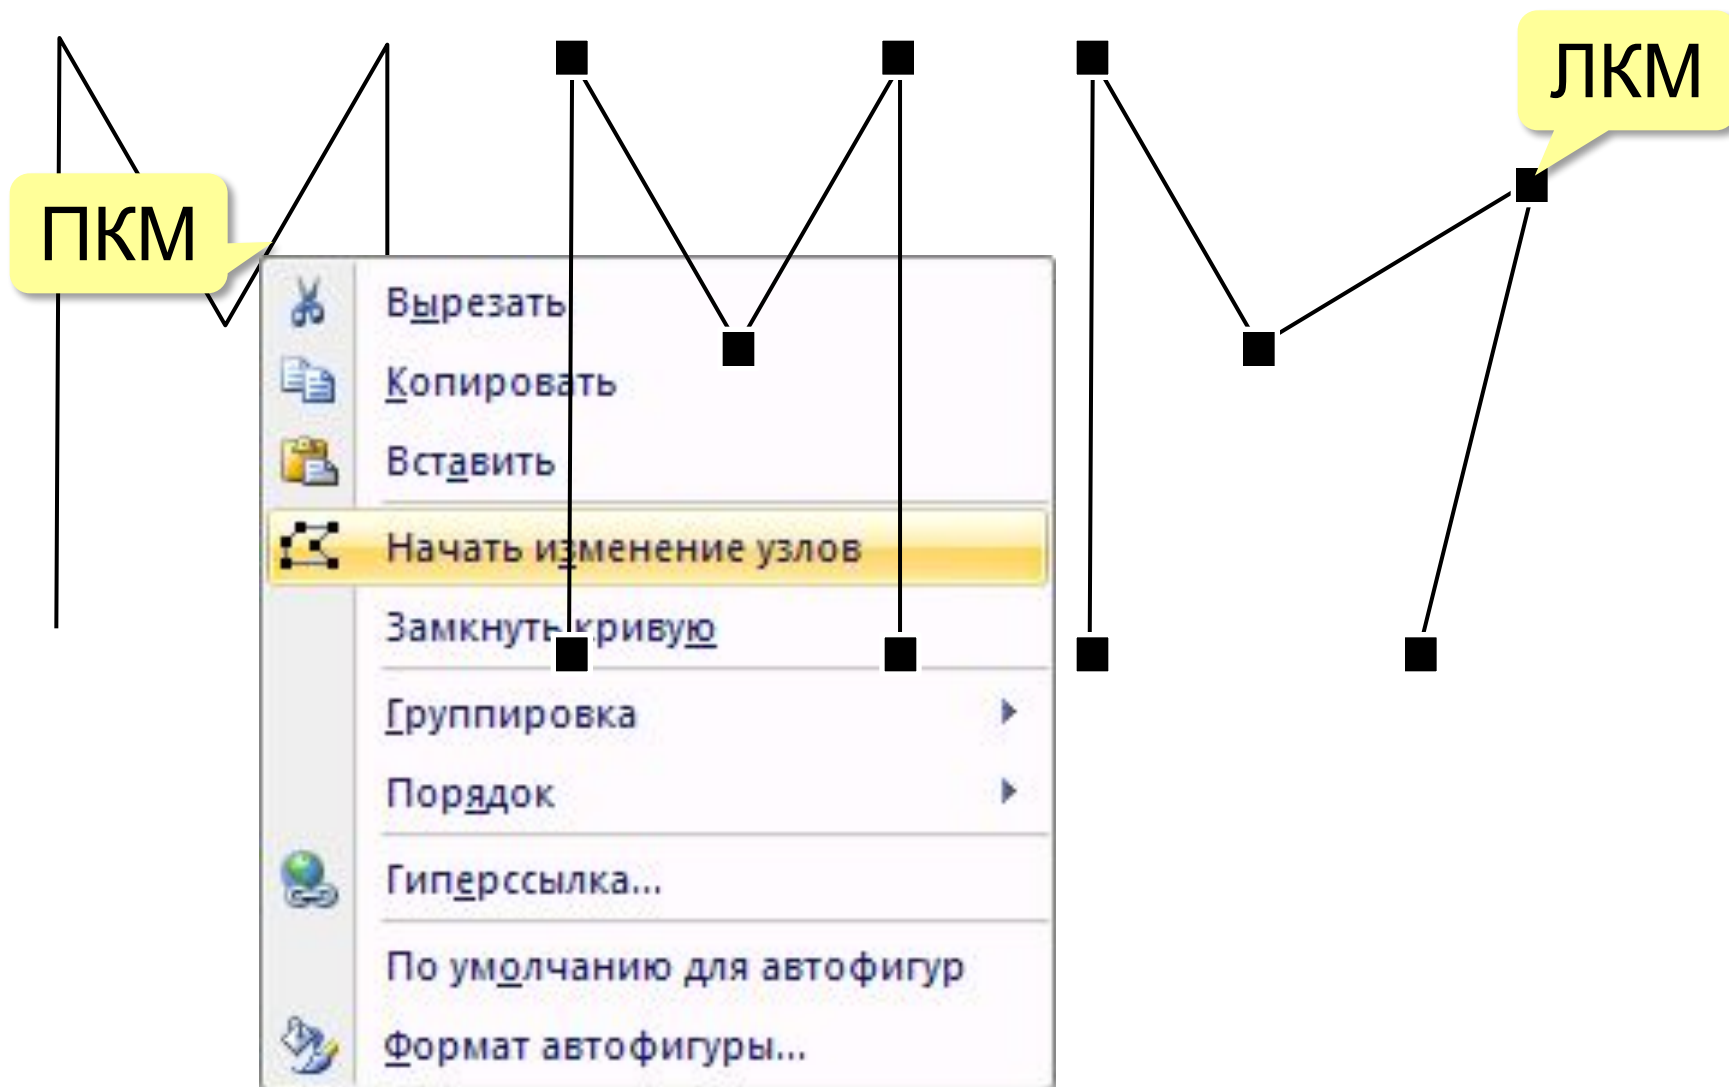 ПКМ
ЛКМ
Вырезать
Копировать
Вставить
Начать изменение узлов
Замкнуть кривую
Группировка
Порядок
Гиперссылка...
По умолчанию для автофигур
Формат автофигуры...